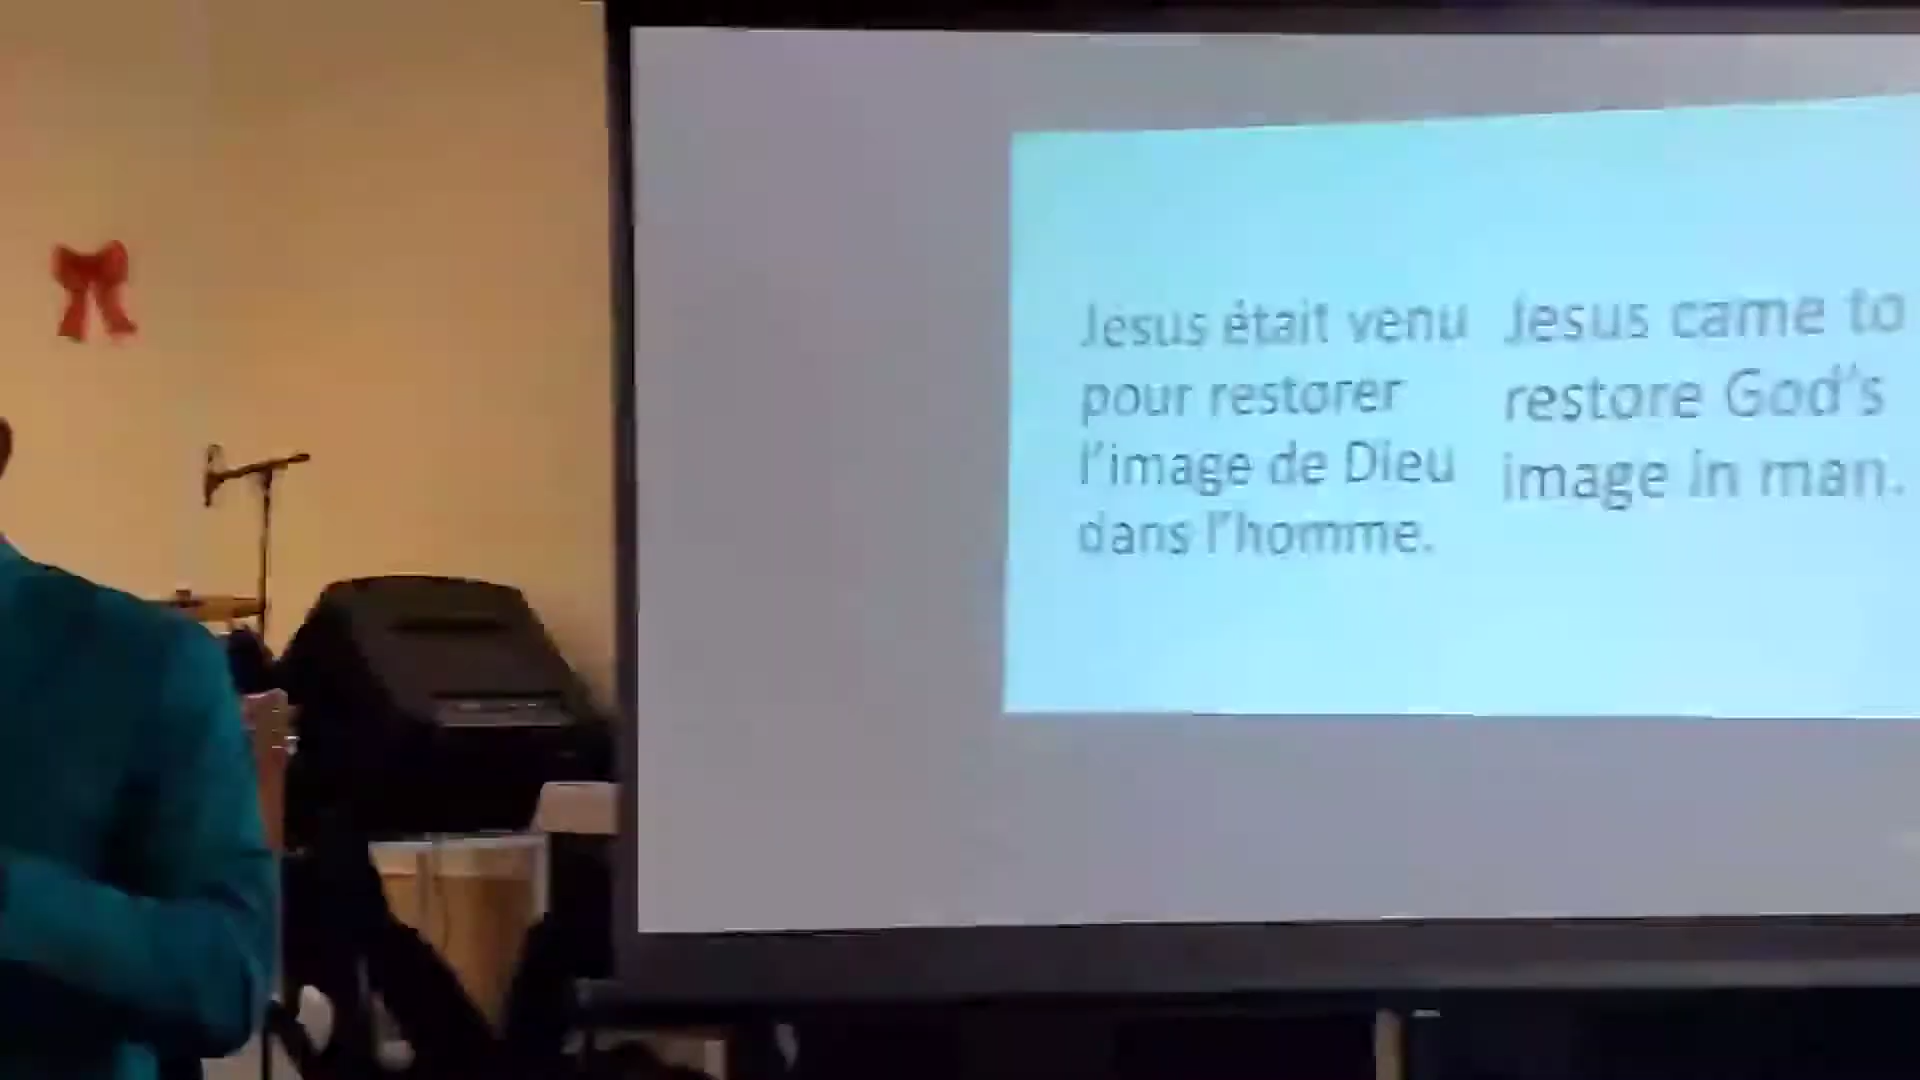 Jesus était venu
pour restorer
l'image de Dieu
dans l'homme.
Jesus came to
restore God's
image in man.